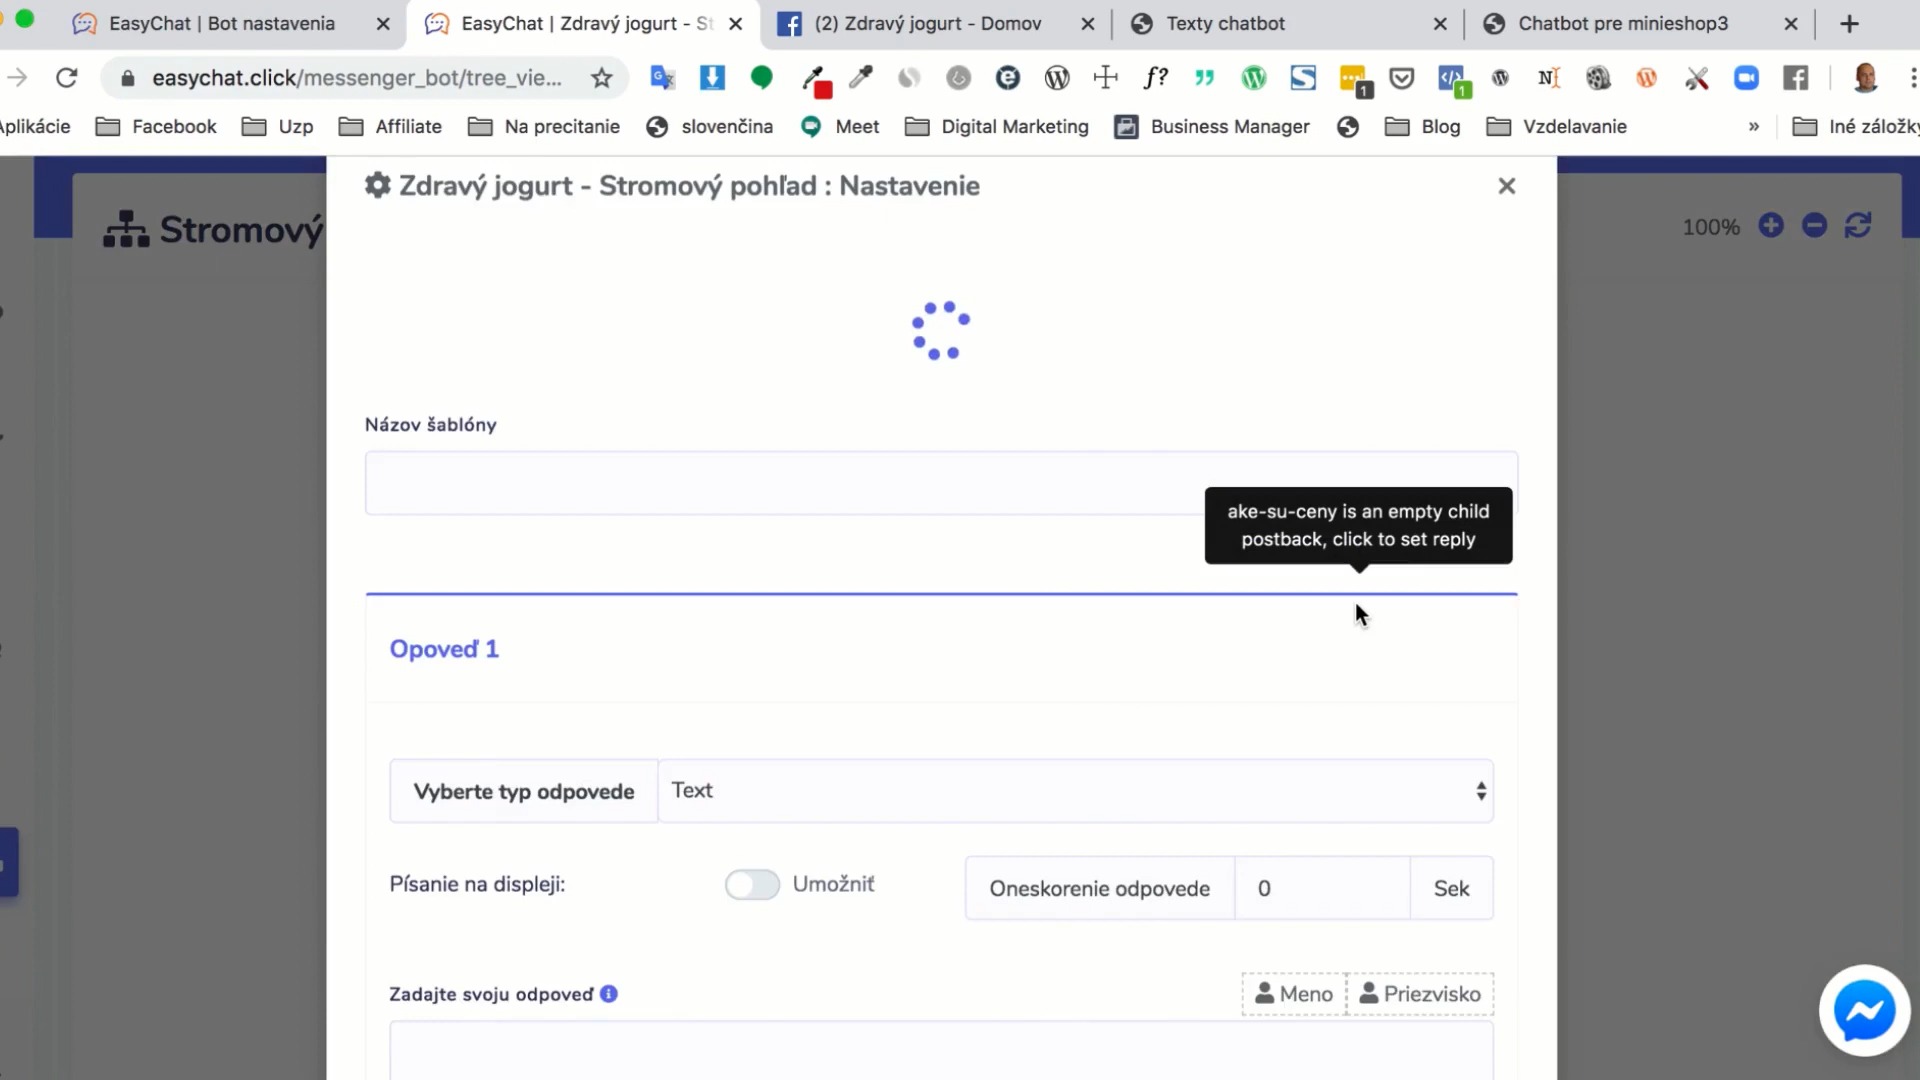 EasyChat | Bot nastavenia
EasyChat | Zdravý jogurt - St
(2) Zdravý jogurt - Domov
Texty chatbot
Chatbot pre minieshop3
easychat.click/messenger_bot/tree_vie...
f?
1
1
plikácie
Facebook
Uzp
Affiliate
Na precitanie
slovenčina
Meet
Digital Marketing
Business Manager
Blog
Vzdelavanie
»
Iné záložky
Zdravý jogurt - Stromový pohľad : Nastavenie
Stromový
100%
Názov šablóny
ake-su-ceny is an empty child
postback, click to set reply
Opoveď 1
Vyberte typ odpovede
Text
Písanie na displeji:
Umožniť
Oneskorenie odpovede
0
Sek
Zadajte svoju odpoveď
Meno
Priezvisko